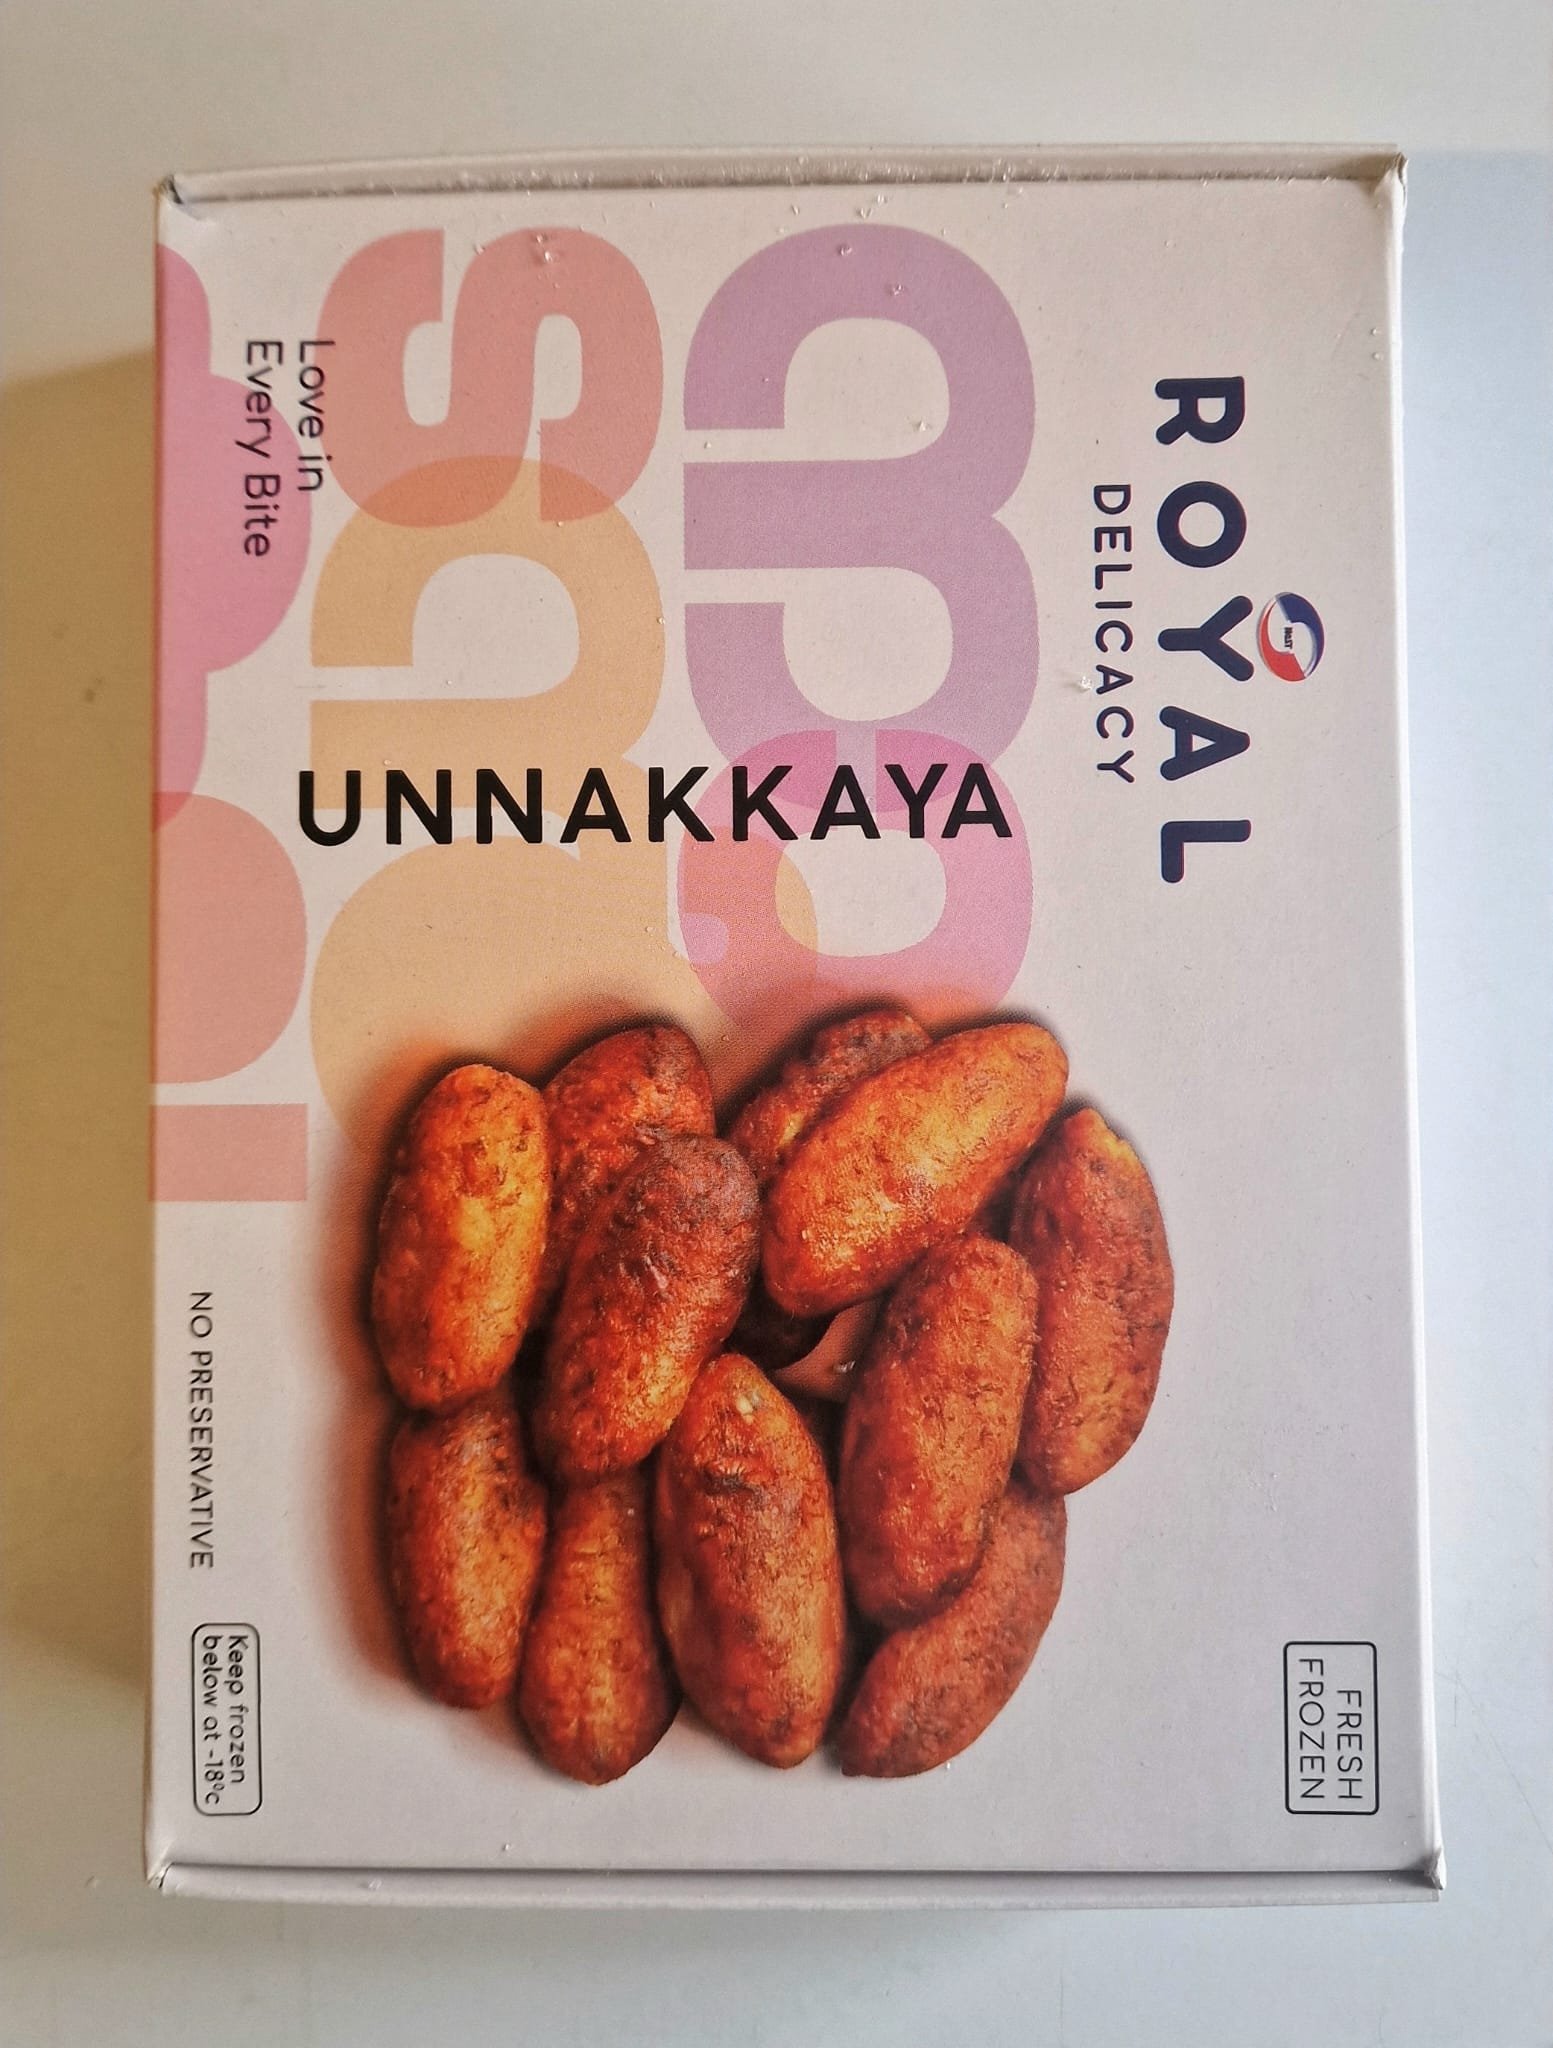 ROYAL
DELICACY
FRESH
FROZEN
UNNAKKAYA
Love in
Every Bite
NO PRESERVATIVE
Keep frozen
below at -18°c